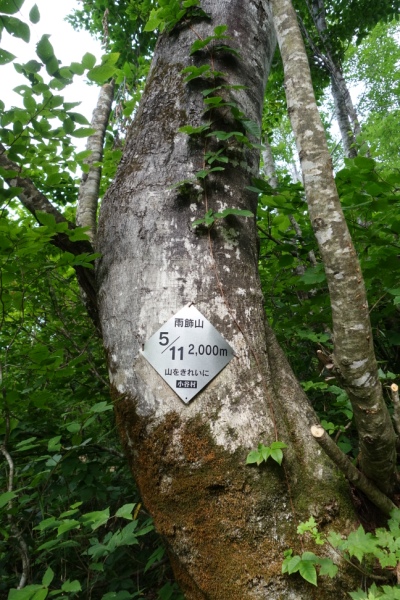 雨飾山
5/11 2,000m
山をきれいに
小谷村